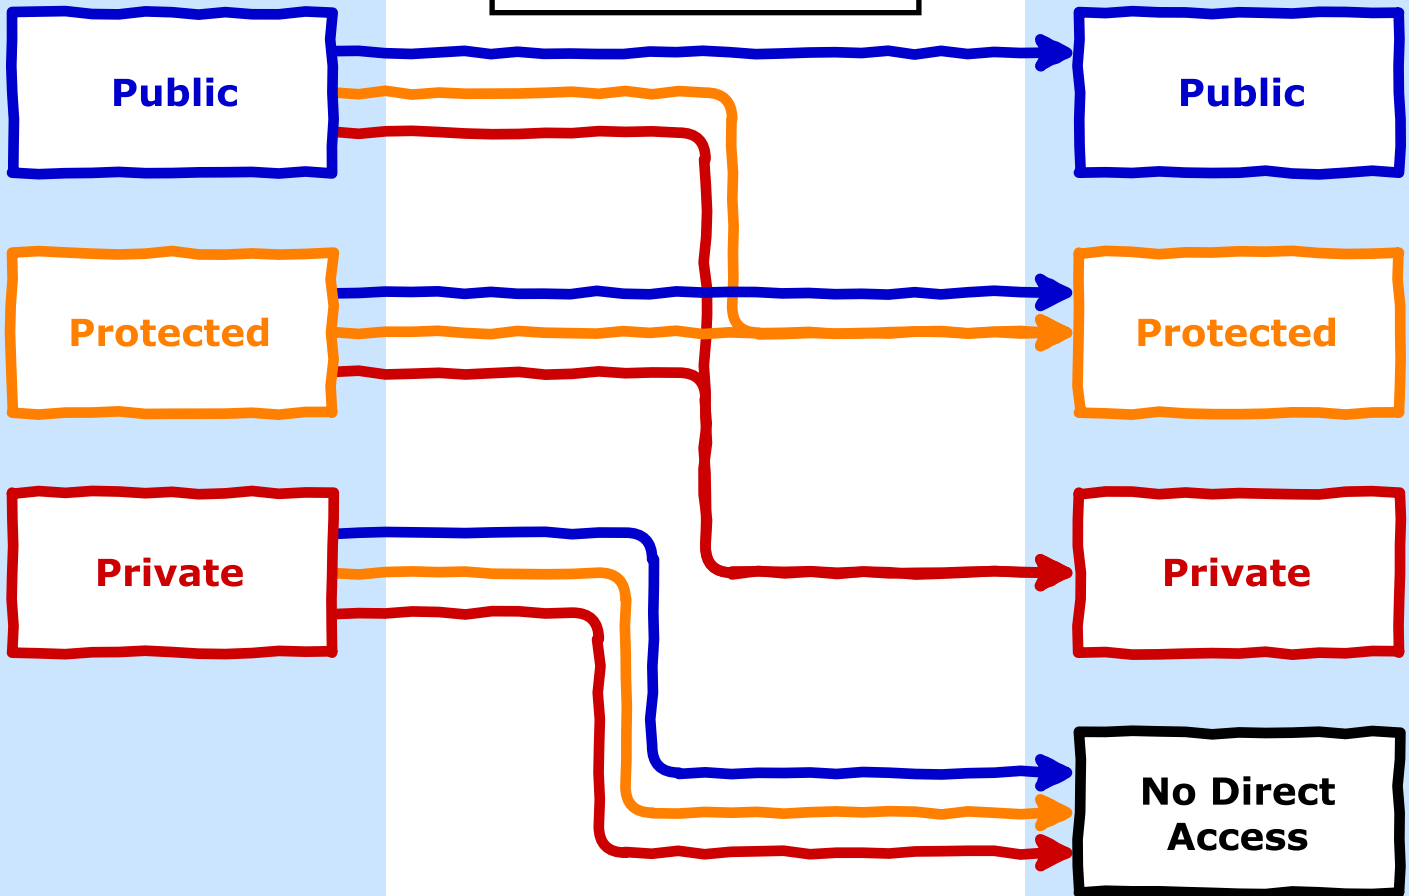 Public
Public
Protected
Protected
Private
Private
No Direct
Access